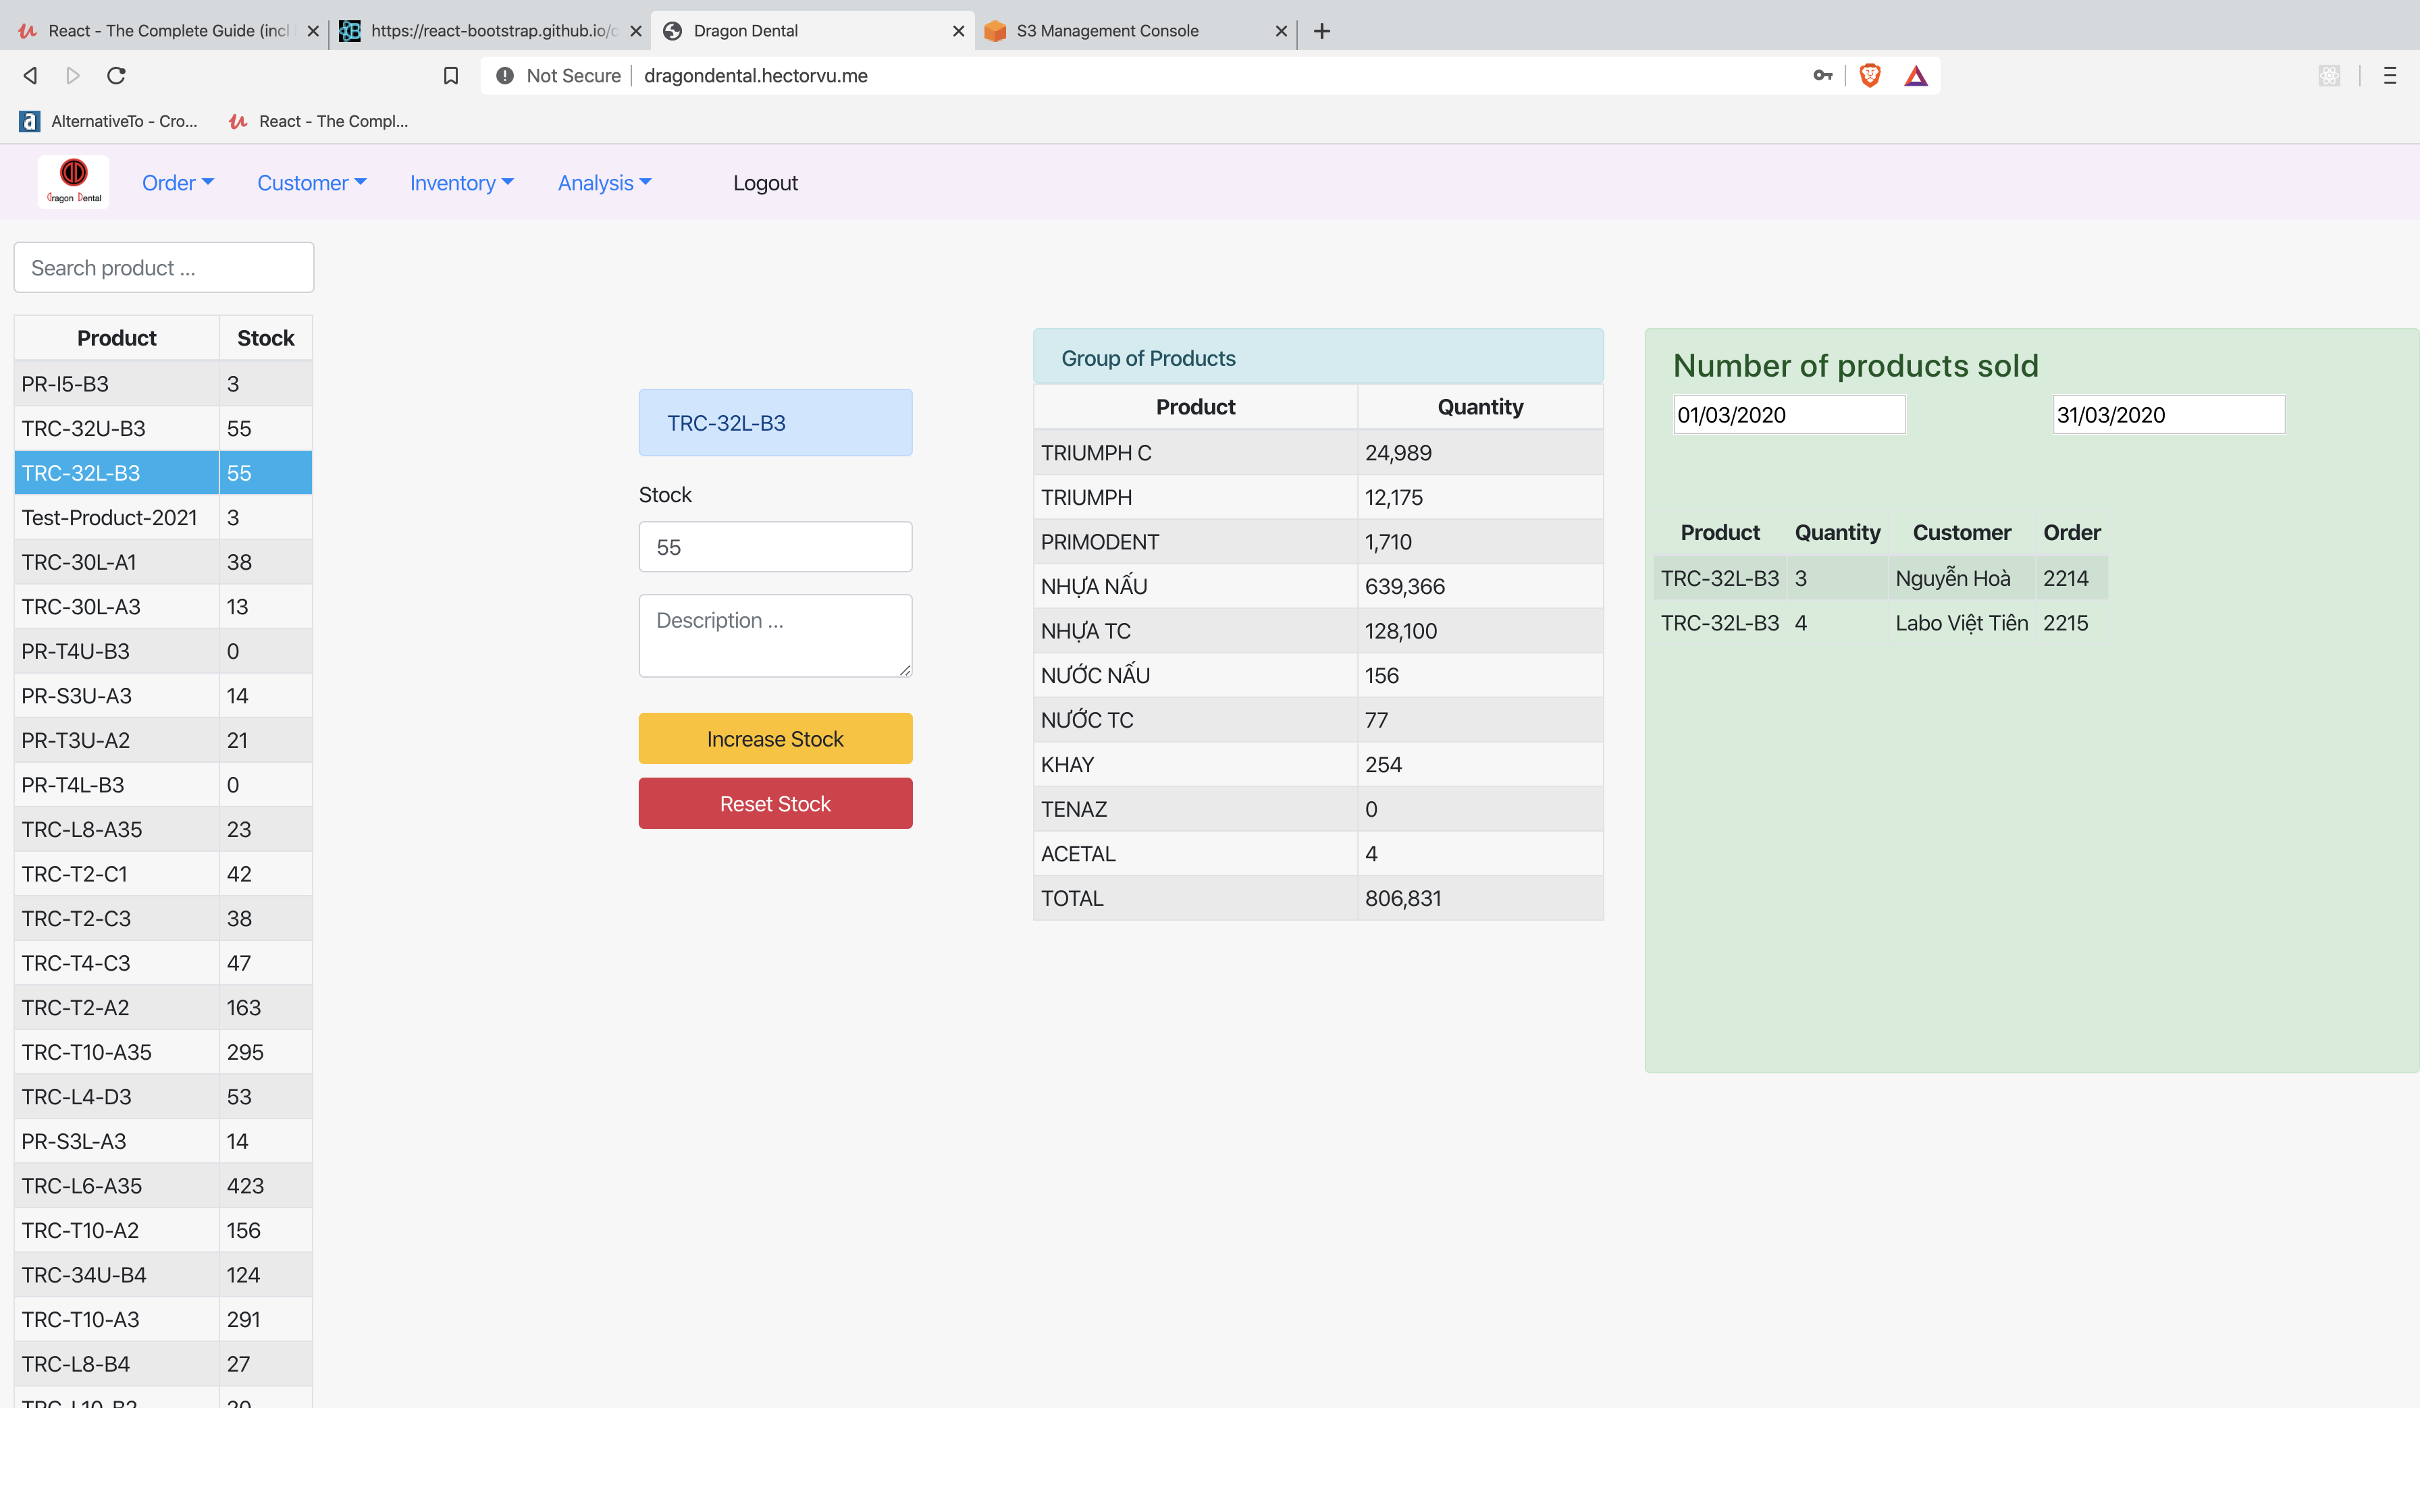 React - The Complete Guide (incl
https://react-bootstrap.github.io/c
Dragon Dental
S3 Management Console
Not Secure
dragondental.hectorvu.me
AlternativeTo - Cro...
React - The Compl...
Dragon Dental
Order
Customer
Inventory
Analysis
Logout
Search product ...
Product Stock
PR-I5-B3 3
TRC-32U-B3 55
TRC-32L-B3 55
Test-Product-2021 3
TRC-30L-A1 38
TRC-30L-A3 13
PR-T4U-B3 0
PR-S3U-A3 14
PR-T3U-A2 21
PR-T4L-B3 0
TRC-L8-A35 23
TRC-T2-C1 42
TRC-T2-C3 38
TRC-T4-C3 47
TRC-T2-A2 163
TRC-T10-A35 295
TRC-L4-D3 53
PR-S3L-A3 14
TRC-L6-A35 423
TRC-T10-A2 156
TRC-34U-B4 124
TRC-T10-A3 291
TRC-L8-B4 27
TRC-32L-B3
Stock
55
Description ...
Increase Stock
Reset Stock
Group of Products
Product Quantity
TRIUMPH C 24,989
TRIUMPH 12,175
PRIMODENT 1,710
NHỰA NẤU 639,366
NHỰA TC 128,100
NƯỚC NẤU 156
NƯỚC TC 77
KHAY 254
TENAZ 0
ACETAL 4
TOTAL 806,831
Number of products sold
01/03/2020
31/03/2020
Product Quantity Customer Order
TRC-32L-B3 3 Nguyễn Hoà 2214
TRC-32L-B3 4 Labo Việt Tiên 2215